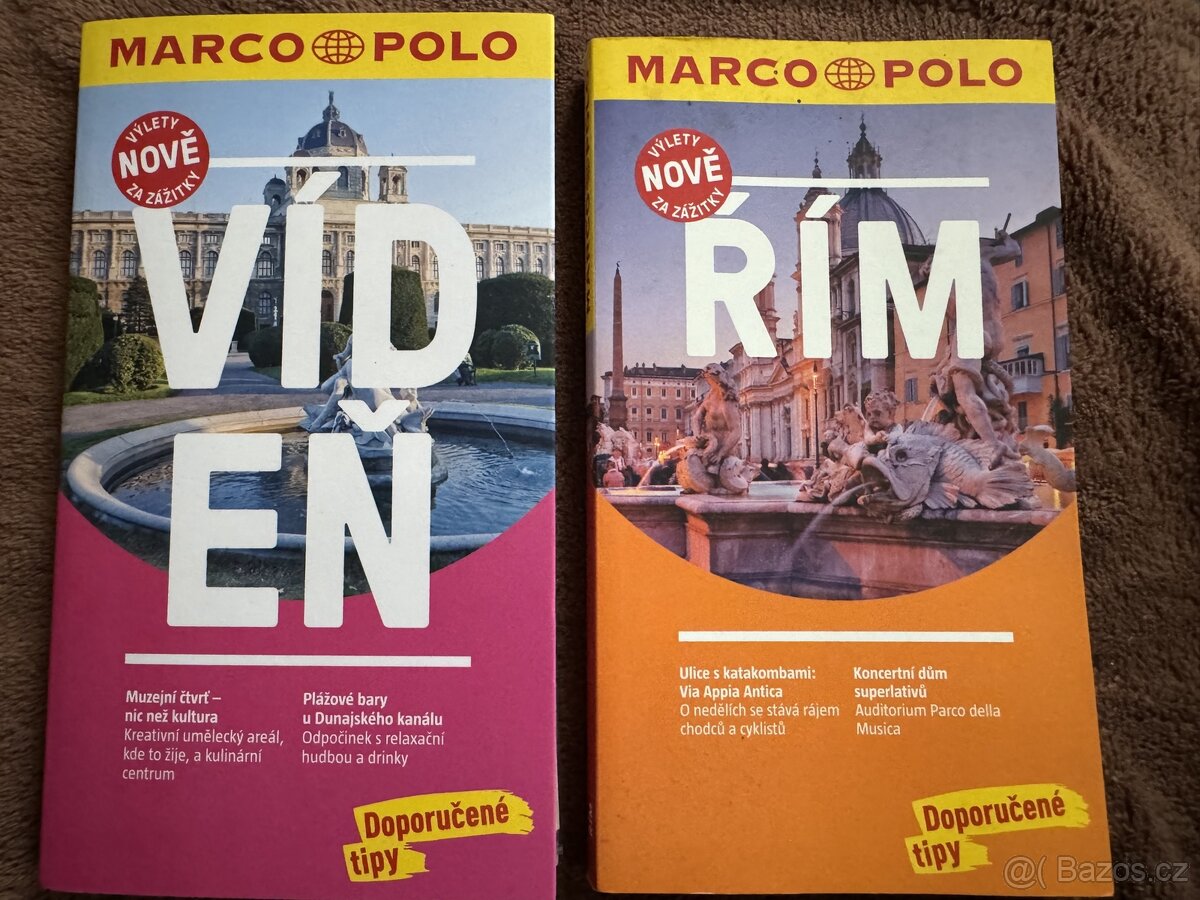 MARCO POLO
VÝLETY
NOVĚ
ZA ZÁŽITKY
VÍD
EŇ
Muzejní čtvrť –
nic než kultura
Kreativní umělecký areál,
kde to žije, a kulinární
centrum
Plážové bary
u Dunajského kanálu
Odpočinek s relaxační
hudbou a drinky
Doporučené
tipy
MARCO POLO
VÝLETY
NOVĚ
ZA ZÁŽITKY
ŘÍM
Ulice s katakombami:
Via Appia Antica
O nedělích se stává rájem
chodců a cyklistů
Koncertní dům
superlativů
Auditorium Parco della
Musica
Doporučené
tipy
@( Bazos.cz